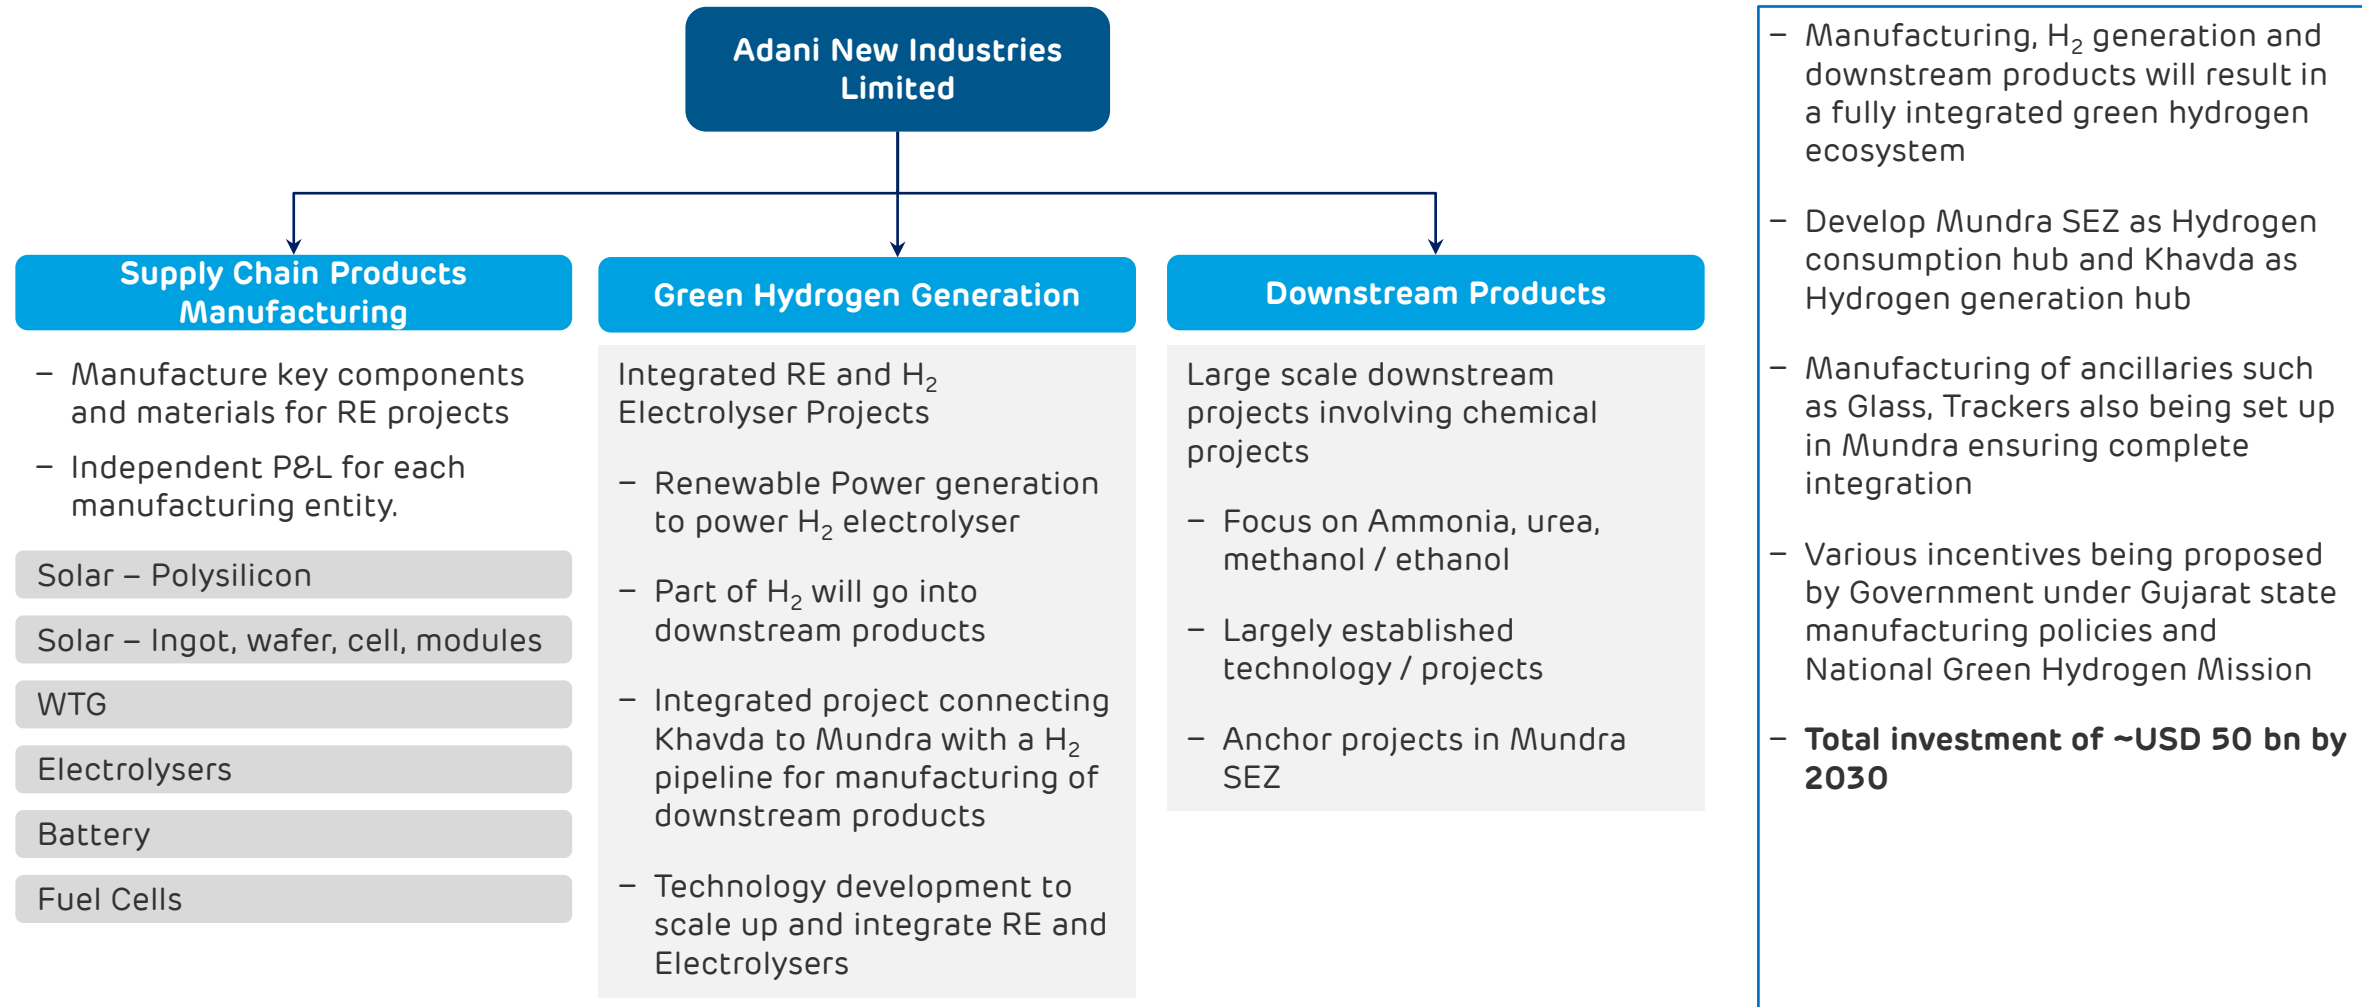 Adani New Industries
Limited
Supply Chain Products
Manufacturing
– Manufacture key components
and materials for RE projects
– Independent P&L for each
manufacturing entity.
Solar – Polysilicon
Solar – Ingot, wafer, cell, modules
WTG
Electrolysers
Battery
Fuel Cells
Green Hydrogen Generation
Integrated RE and H₂
Electrolyser Projects
– Renewable Power generation
to power H₂ electrolyser
– Part of H₂ will go into
downstream products
– Integrated project connecting
Khavda to Mundra with a H₂
pipeline for manufacturing of
downstream products
– Technology development to
scale up and integrate RE and
Electrolysers
Downstream Products
Large scale downstream
projects involving chemical
projects
– Focus on Ammonia, urea,
methanol / ethanol
– Largely established
technology / projects
– Anchor projects in Mundra
SEZ
– Manufacturing, H₂ generation and
downstream products will result in
a fully integrated green hydrogen
ecosystem
– Develop Mundra SEZ as Hydrogen
consumption hub and Khavda as
Hydrogen generation hub
– Manufacturing of ancillaries such
as Glass, Trackers also being set up
in Mundra ensuring complete
integration
– Various incentives being proposed
by Government under Gujarat state
manufacturing policies and
National Green Hydrogen Mission
– Total investment of ~USD 50 bn by
2030